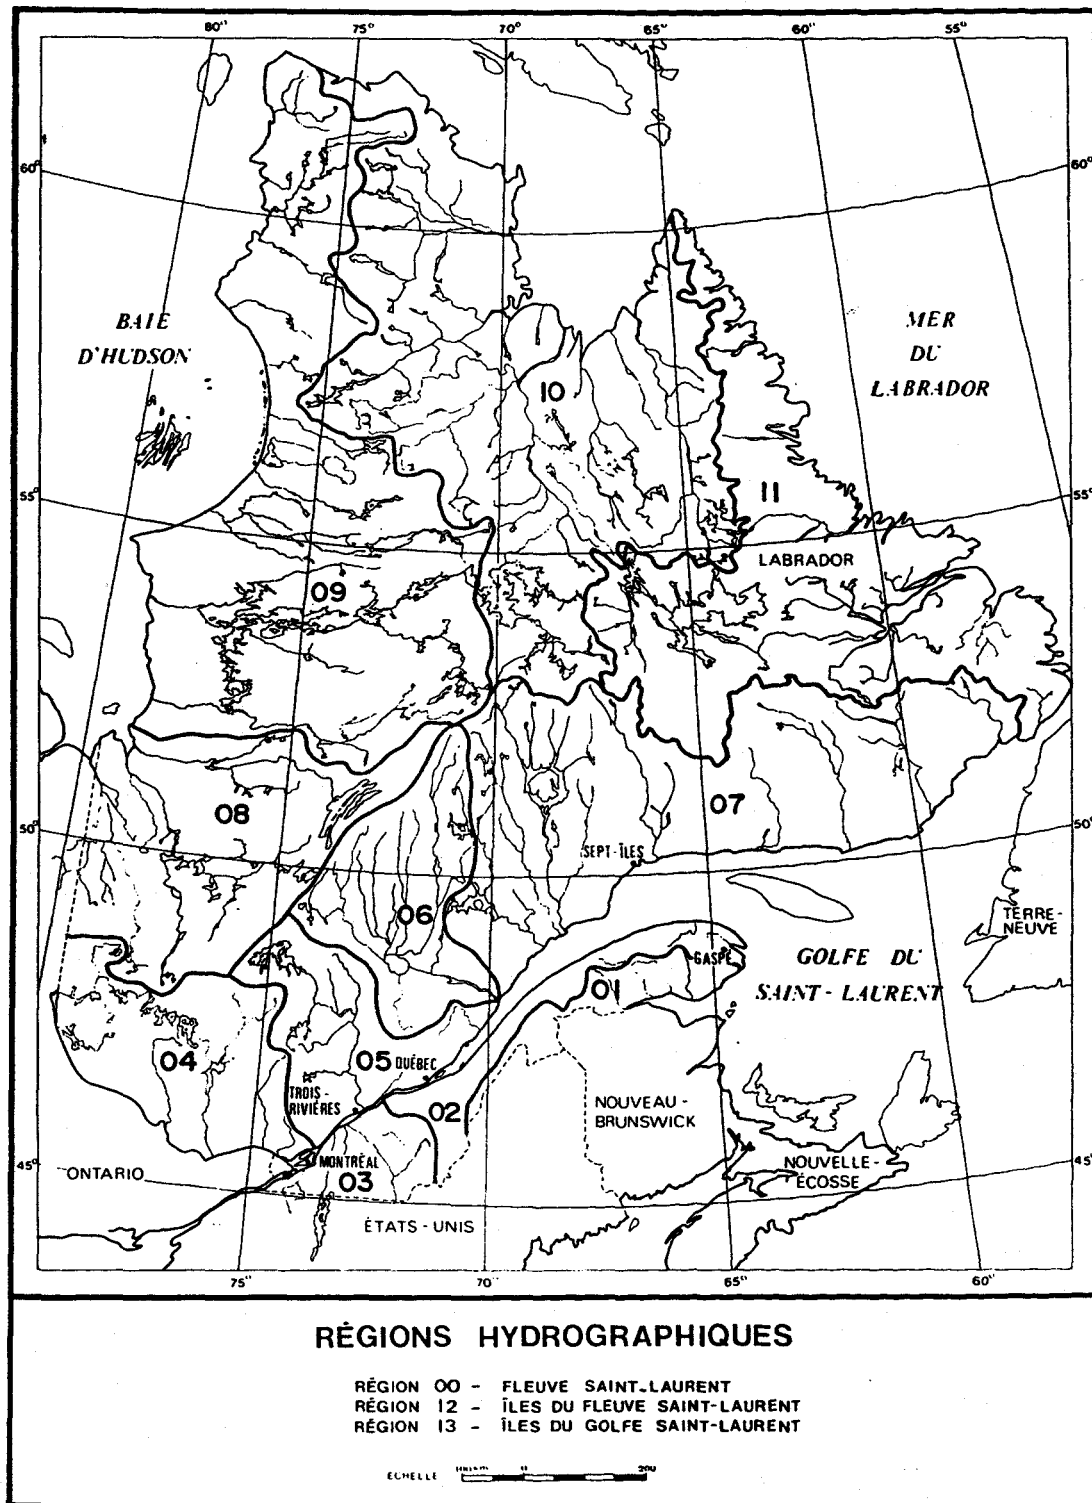 80° 75° 70° 65° 60° 55°
60°
60°
BAIE
D'HUDSON
MER
DU
LABRADOR
10
55°
11
55°
LABRADOR
09
08
07
50°
50°
SEPT-ÎLES
06
TERRE-
NEUVE
GASPÉ
GOLFE DU
SAINT-LAURENT
01
04
05
QUÉBEC
TROIS-
RIVIÈRES
02
NOUVEAU-
BRUNSWICK
45°
ONTARIO
MONTRÉAL
03
NOUVELLE-
ÉCOSSE
45°
ÉTATS-UNIS
75° 70° 65° 60°
RÉGIONS HYDROGRAPHIQUES
RÉGION 00 - FLEUVE SAINT-LAURENT
RÉGION 12 - ÎLES DU FLEUVE SAINT-LAURENT
RÉGION 13 - ÎLES DU GOLFE SAINT-LAURENT
ÉCHELLE 0 200